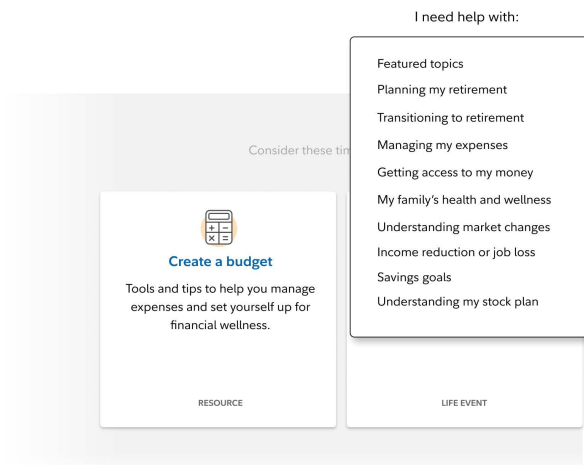 I need help with:
Featured topics
Planning my retirement
Transitioning to retirement
Managing my expenses
Getting access to my money
My family's health and wellness
Understanding market changes
Income reduction or job loss
Savings goals
Understanding my stock plan
Consider these
Create a budget
Tools and tips to help you manage
expenses and set yourself up for
financial wellness.
RESOURCE
LIFE EVENT